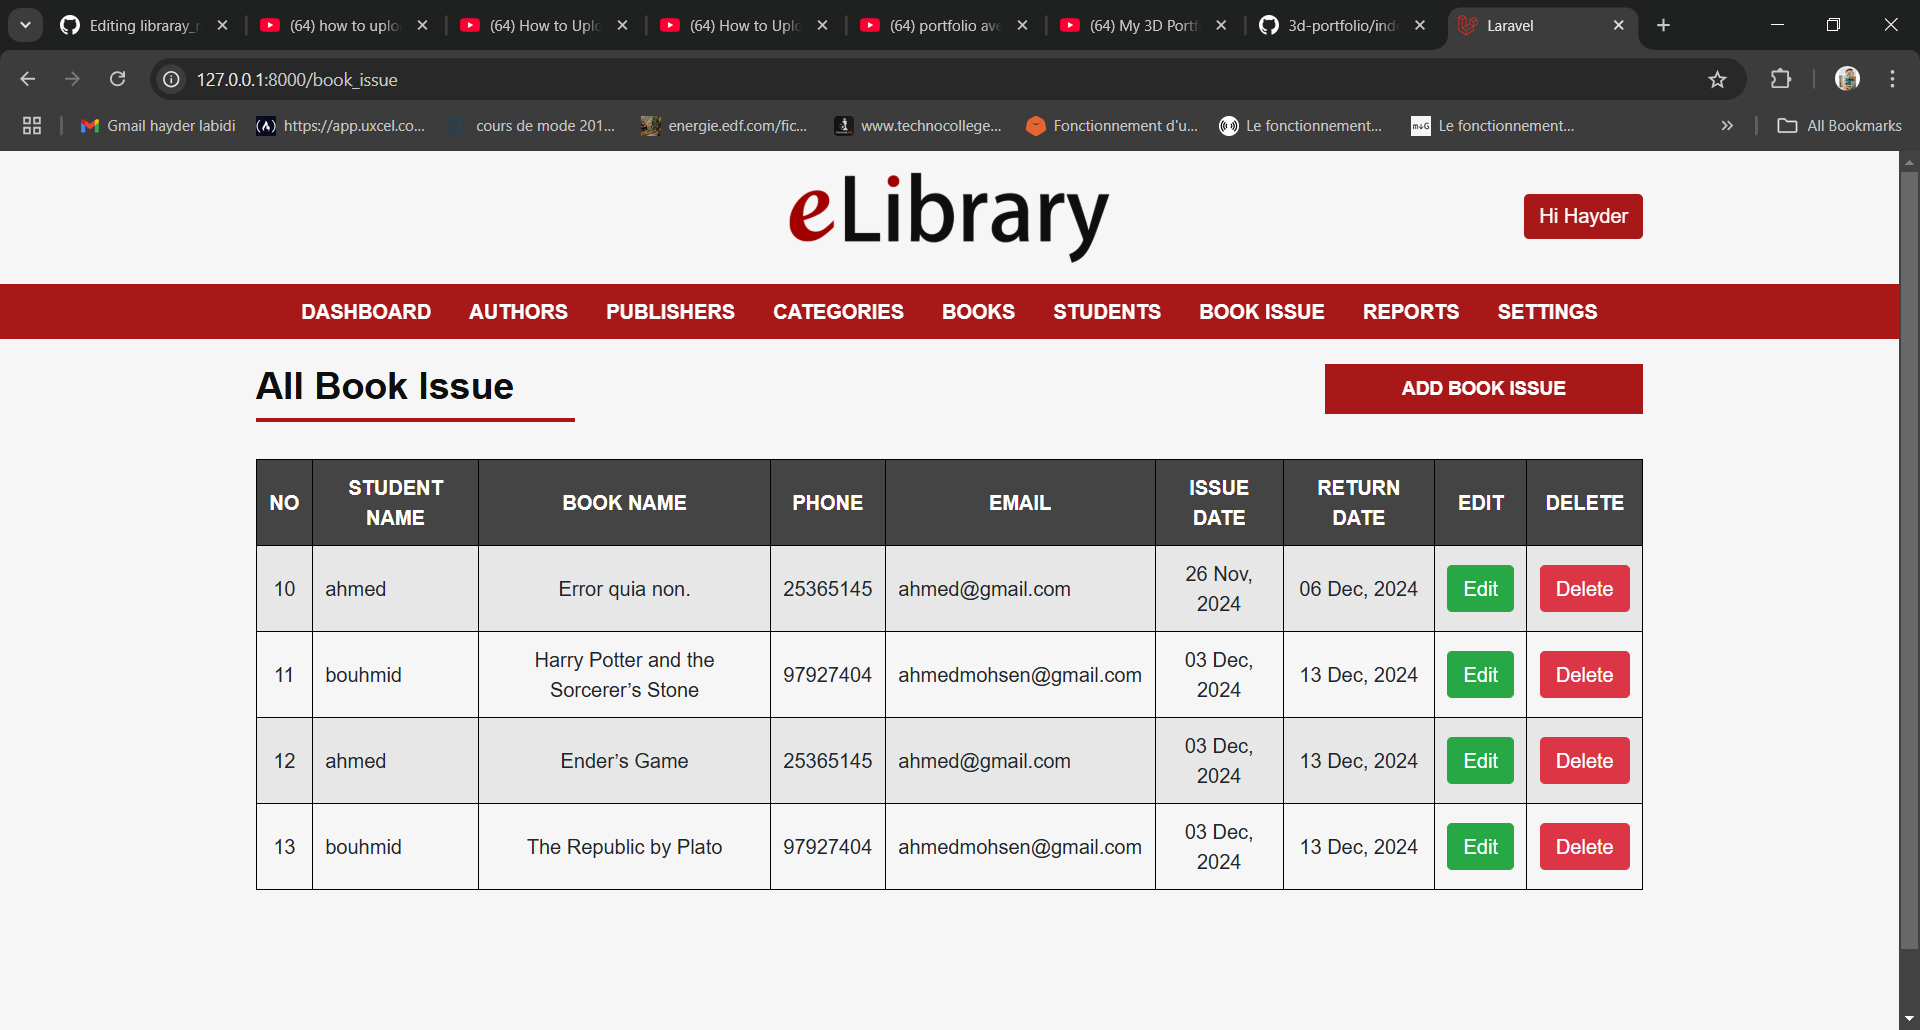 Editing libraray_
(64) how to uplo
(64) How to Uplo
(64) How to Uplo
(64) portfolio ave
(64) My 3D Portf
3d-portfolio/ind
Laravel
127.0.0.1:8000/book_issue
Gmail hayder labidi
https://app.uxcel.co...
cours de mode 201...
energie.edf.com/fic...
www.technocollege...
Fonctionnement d'u...
Le fonctionnement...
Le fonctionnement...
All Bookmarks
eLibrary
Hi Hayder
DASHBOARD AUTHORS PUBLISHERS CATEGORIES BOOKS STUDENTS BOOK ISSUE REPORTS SETTINGS
All Book Issue
ADD BOOK ISSUE
NO
STUDENT
NAME
BOOK NAME
PHONE
EMAIL
ISSUE
DATE
RETURN
DATE
EDIT
DELETE
10
ahmed
Error quia non.
25365145
ahmed@gmail.com
26 Nov,
2024
06 Dec, 2024
Edit
Delete
11
bouhmid
Harry Potter and the
Sorcerer’s Stone
97927404
ahmedmohsen@gmail.com
03 Dec,
2024
13 Dec, 2024
Edit
Delete
12
ahmed
Ender’s Game
25365145
ahmed@gmail.com
03 Dec,
2024
13 Dec, 2024
Edit
Delete
13
bouhmid
The Republic by Plato
97927404
ahmedmohsen@gmail.com
03 Dec,
2024
13 Dec, 2024
Edit
Delete